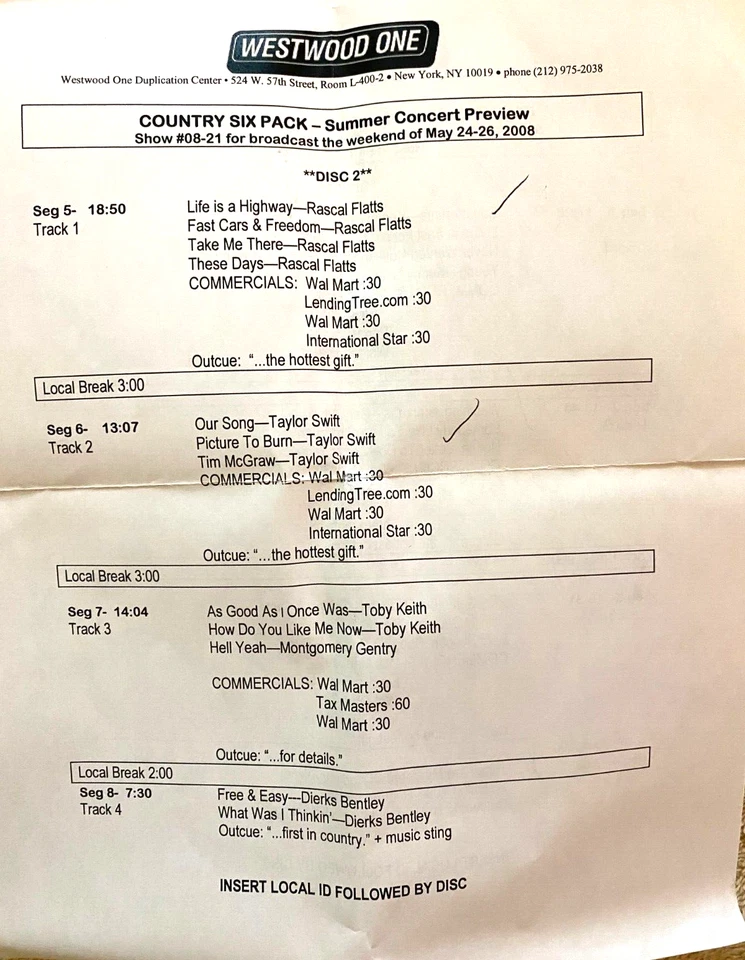 WESTWOOD ONE
Westwood One Duplication Center • 524 W. 57th Street, Room L-400-2 • New York, NY 10019 • phone (212) 975-2038
COUNTRY SIX PACK – Summer Concert Preview
Show #08-21 for broadcast the weekend of May 24-26, 2008
**DISC 2**
Seg 5- 18:50 Life is a Highway—Rascal Flatts
Track 1 Fast Cars & Freedom—Rascal Flatts
Take Me There—Rascal Flatts
These Days—Rascal Flatts
COMMERCIALS: Wal Mart :30
LendingTree.com :30
Wal Mart :30
International Star :30
Outcue: "...the hottest gift."
Local Break 3:00
Seg 6- 13:07 Our Song—Taylor Swift
Track 2 Picture To Burn—Taylor Swift
Tim McGraw—Taylor Swift
COMMERCIALS: Wal Mart :30
LendingTree.com :30
Wal Mart :30
International Star :30
Outcue: "...the hottest gift."
Local Break 3:00
Seg 7- 14:04 As Good As I Once Was—Toby Keith
Track 3 How Do You Like Me Now—Toby Keith
Hell Yeah—Montgomery Gentry
COMMERCIALS: Wal Mart :30
Tax Masters :60
Wal Mart :30
Outcue: "...for details."
Local Break 2:00
Seg 8- 7:30 Free & Easy---Dierks Bentley
Track 4 What Was I Thinkin'—Dierks Bentley
Outcue: "...first in country." + music sting
INSERT LOCAL ID FOLLOWED BY DISC